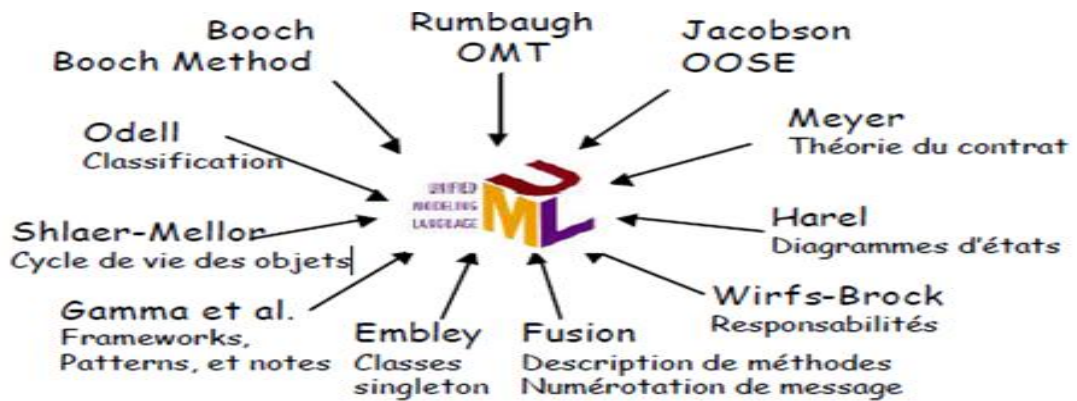 Booch
Booch Method
Rumbaugh
OMT
Jacobson
OOSE
Odell
Classification
Meyer
Théorie du contrat
UNIFIED
MODELING
LANGUAGE
UML
Shlaer-Mellor
Cycle de vie des objets
Harel
Diagrammes d'états
Gamma et al.
Frameworks,
Patterns, et notes
Embley
Classes
singleton
Fusion
Description de méthodes
Numérotation de message
Wirfs-Brock
Responsabilités